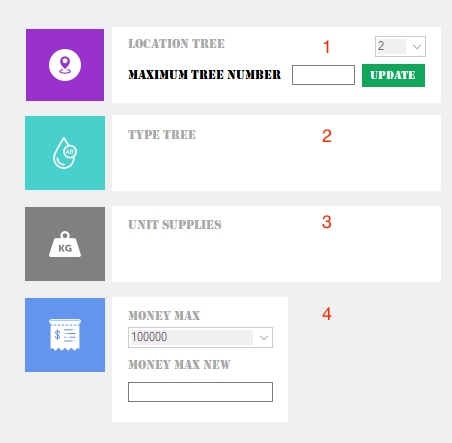 LOCATION TREE 1 2
MAXIMUM TREE NUMBER UPDATE
AB TYPE TREE 2
KG UNIT SUPPLIES 3
$ MONEY MAX 4
100000
MONEY MAX NEW